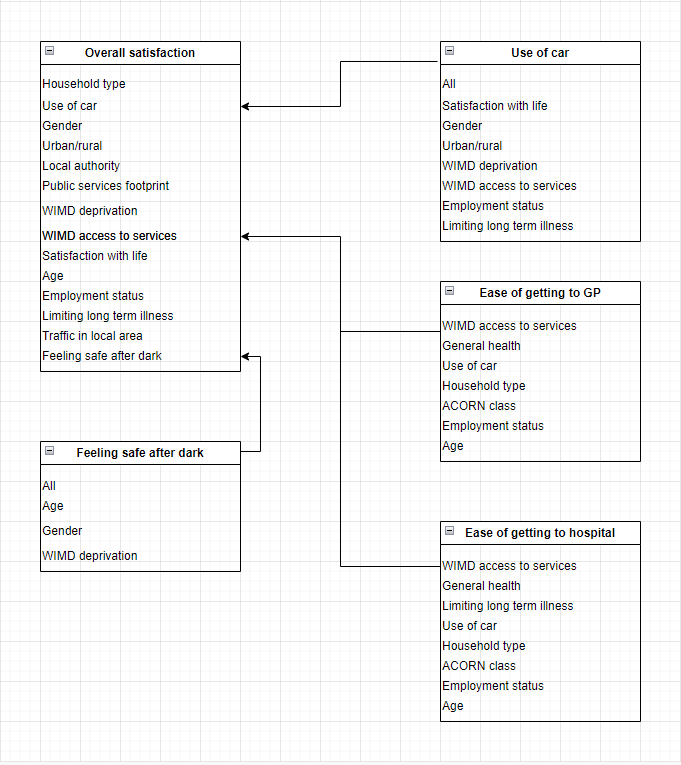 Overall satisfaction
Household type
Use of car
Gender
Urban/rural
Local authority
Public services footprint
WIMD deprivation
WIMD access to services
Satisfaction with life
Age
Employment status
Limiting long term illness
Traffic in local area
Feeling safe after dark
Feeling safe after dark
All
Age
Gender
WIMD deprivation
Use of car
All
Satisfaction with life
Gender
Urban/rural
WIMD deprivation
WIMD access to services
Employment status
Limiting long term illness
Ease of getting to GP
WIMD access to services
General health
Use of car
Household type
ACORN class
Employment status
Age
Ease of getting to hospital
WIMD access to services
General health
Limiting long term illness
Use of car
Household type
ACORN class
Employment status
Age